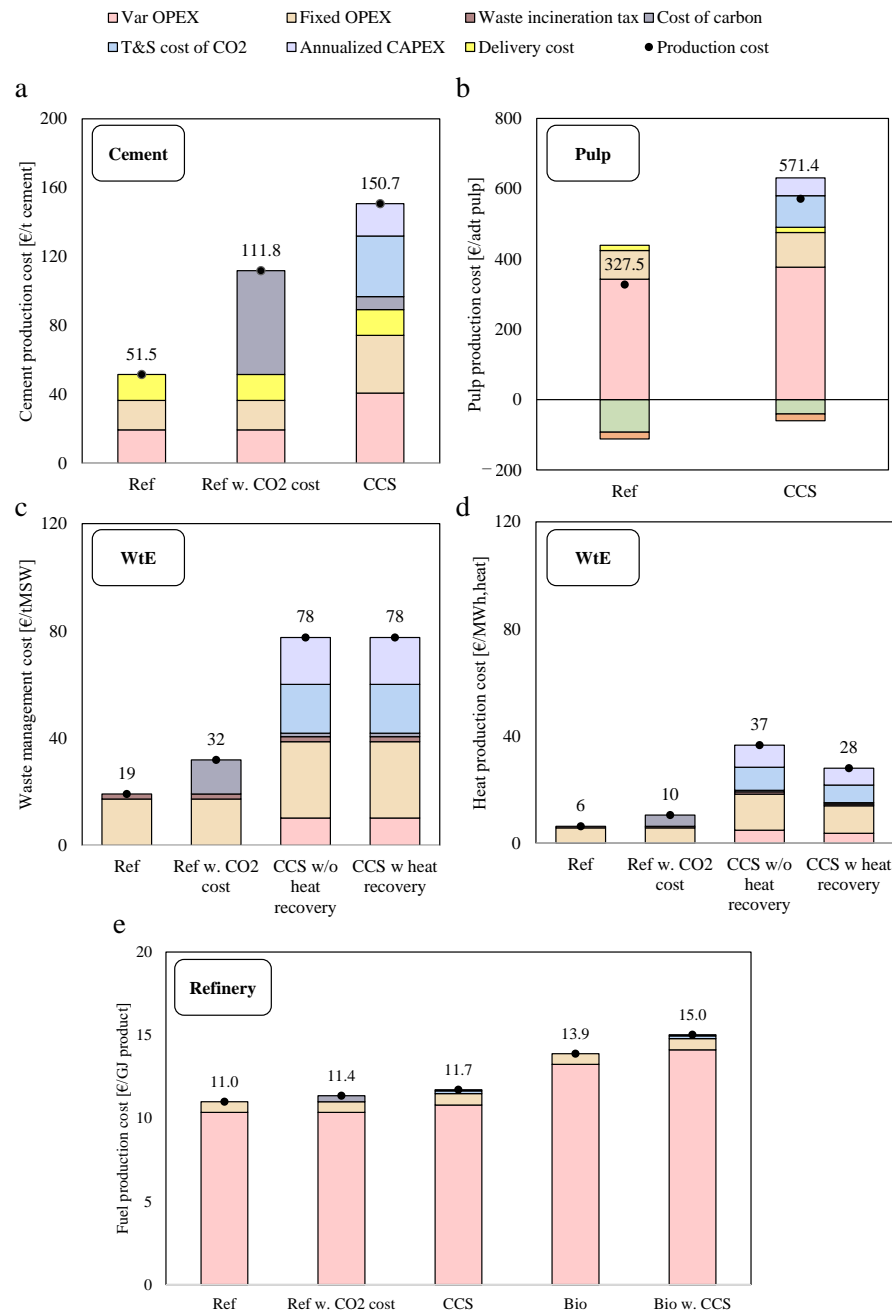 Var OPEX Fixed OPEX Waste incineration tax Cost of carbon
T&S cost of CO2 Annualized CAPEX Delivery cost Production cost
a
Cement production cost [€/t cement]
200
160
120
80
40
0
Cement
51.5
111.8
150.7
Ref Ref w. CO2 cost CCS
b
Pulp production cost [€/adt pulp]
800
600
400
200
0
−200
Pulp
327.5
571.4
Ref CCS
c
Waste management cost [€/tMSW]
120
80
40
0
WtE
19
32
78
78
Ref Ref w. CO2 CCS w/o CCS w heat
cost heat recovery
recovery
d
Heat production cost [€/MWh,heat]
120
80
40
0
WtE
6
10
37
28
Ref Ref w. CO2 CCS w/o CCS w heat
cost heat recovery
recovery
e
Fuel production cost [€/GJ product]
20
15
10
5
0
Refinery
11.0
11.4
11.7
13.9
15.0
Ref Ref w. CO2 cost CCS Bio Bio w. CCS